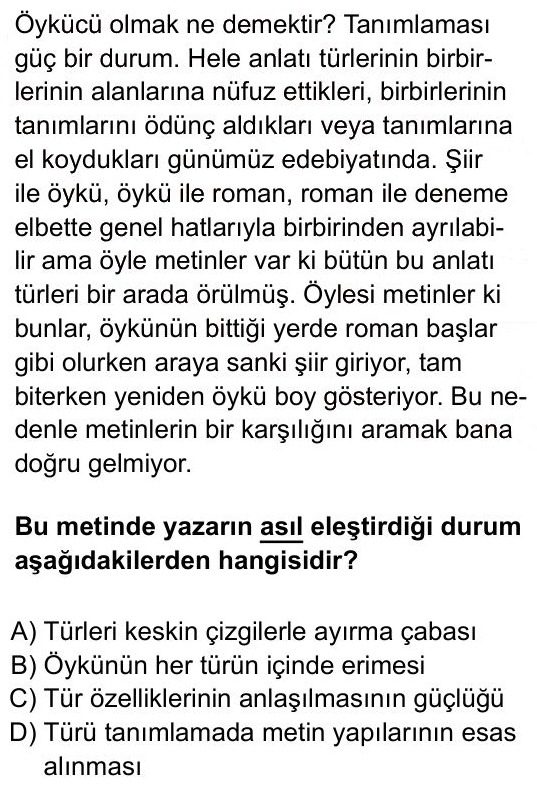 Öykücü olmak ne demektir? Tanımlaması
güç bir durum. Hele anlatı türlerinin birbir-
lerinin alanlarına nüfuz ettikleri, birbirlerinin
tanımlarını ödünç aldıkları veya tanımlarına
el koydukları günümüz edebiyatında. Şiir
ile öykü, öykü ile roman, roman ile deneme
elbette genel hatlarıyla birbirinden ayrılabi-
lir ama öyle metinler var ki bütün bu anlatı
türleri bir arada örülmüş. Öylesi metinler ki
bunlar, öykünün bittiği yerde roman başlar
gibi olurken araya sanki şiir giriyor, tam
biterken yeniden öykü boy gösteriyor. Bu ne-
denle metinlerin bir karşılığını aramak bana
doğru gelmiyor.
Bu metinde yazarın asıl eleştirdiği durum
aşağıdakilerden hangisidir?
A) Türleri keskin çizgilerle ayırma çabası
B) Öykünün her türün içinde erimesi
C) Tür özelliklerinin anlaşılmasının güçlüğü
D) Türü tanımlamada metin yapılarının esas
alınması